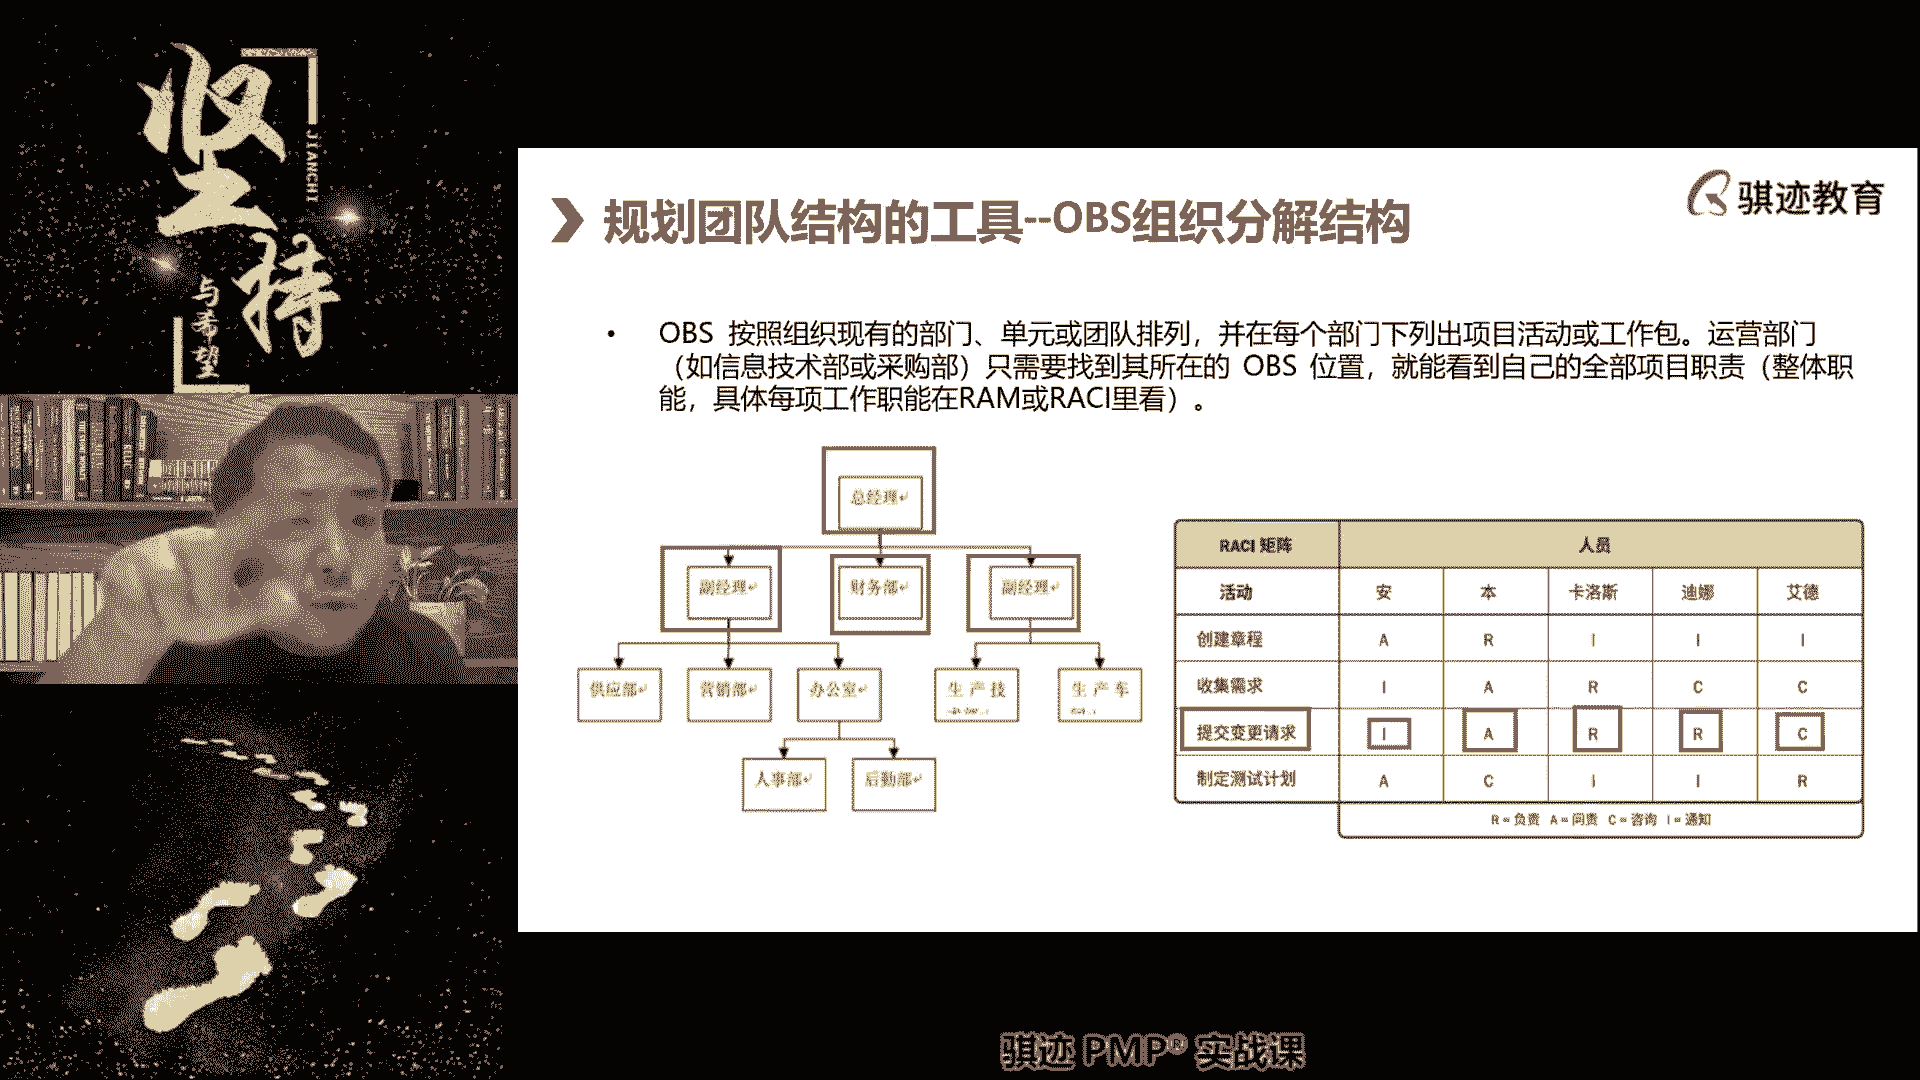 坚持
JIANCHI
与希望
骐迹教育
规划团队结构的工具--OBS组织分解结构
• OBS 按照组织现有的部门、单元或团队排列，并在每个部门下列出项目活动或工作包。运营部门
（如信息技术部或采购部）只需要找到其所在的 OBS 位置，就能看到自己的全部项目职责（整体职
能，具体每项工作职能在RAM或RACI里看）。
总经理
副经理 财务部 副经理
供应部 营销部 办公室 生产技 生产车
人事部 后勤部
RACI 矩阵 人员
活动 安 本 卡洛斯 迪娜 艾德
创建章程 A R I I I
收集需求 I A R C C
提交变更请求 I A R R C
制定测试计划 A C I I R
R = 负责 A = 问责 C = 咨询 I = 通知
骐迹 PMP® 实战课